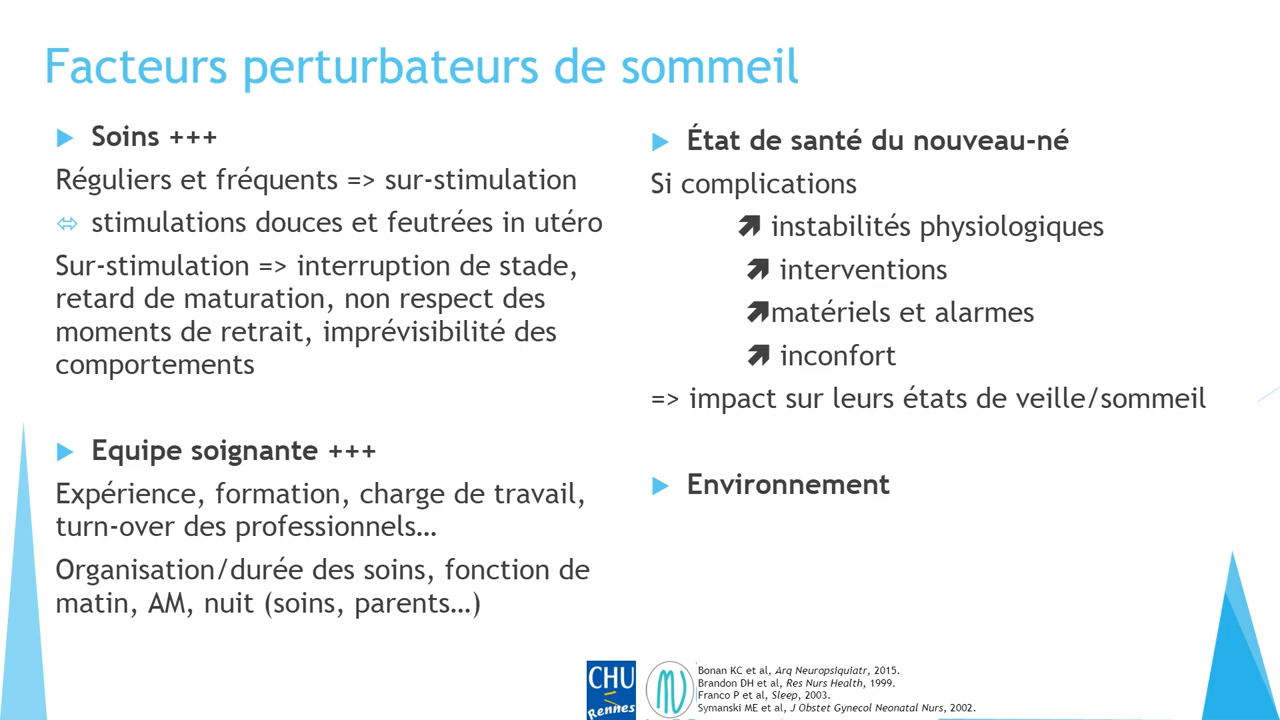 Facteurs perturbateurs de sommeil
Soins +++
Réguliers et fréquents => sur-stimulation
⬄ stimulations douces et feutrées in utéro
Sur-stimulation => interruption de stade,
retard de maturation, non respect des
moments de retrait, imprévisibilité des
comportements
Equipe soignante +++
Expérience, formation, charge de travail,
turn-over des professionnels…
Organisation/durée des soins, fonction de
matin, AM, nuit (soins, parents…)
État de santé du nouveau-né
Si complications
🡽 instabilités physiologiques
🡽 interventions
🡽matériels et alarmes
🡽 inconfort
=> impact sur leurs états de veille/sommeil
Environnement
CHU
Rennes
Bonan KC et al, Arq Neuropsiquiatr, 2015.
Brandon DH et al, Res Nurs Health, 1999.
Franco P et al, Sleep, 2003.
Symanski ME et al, J Obstet Gynecol Neonatal Nurs, 2002.